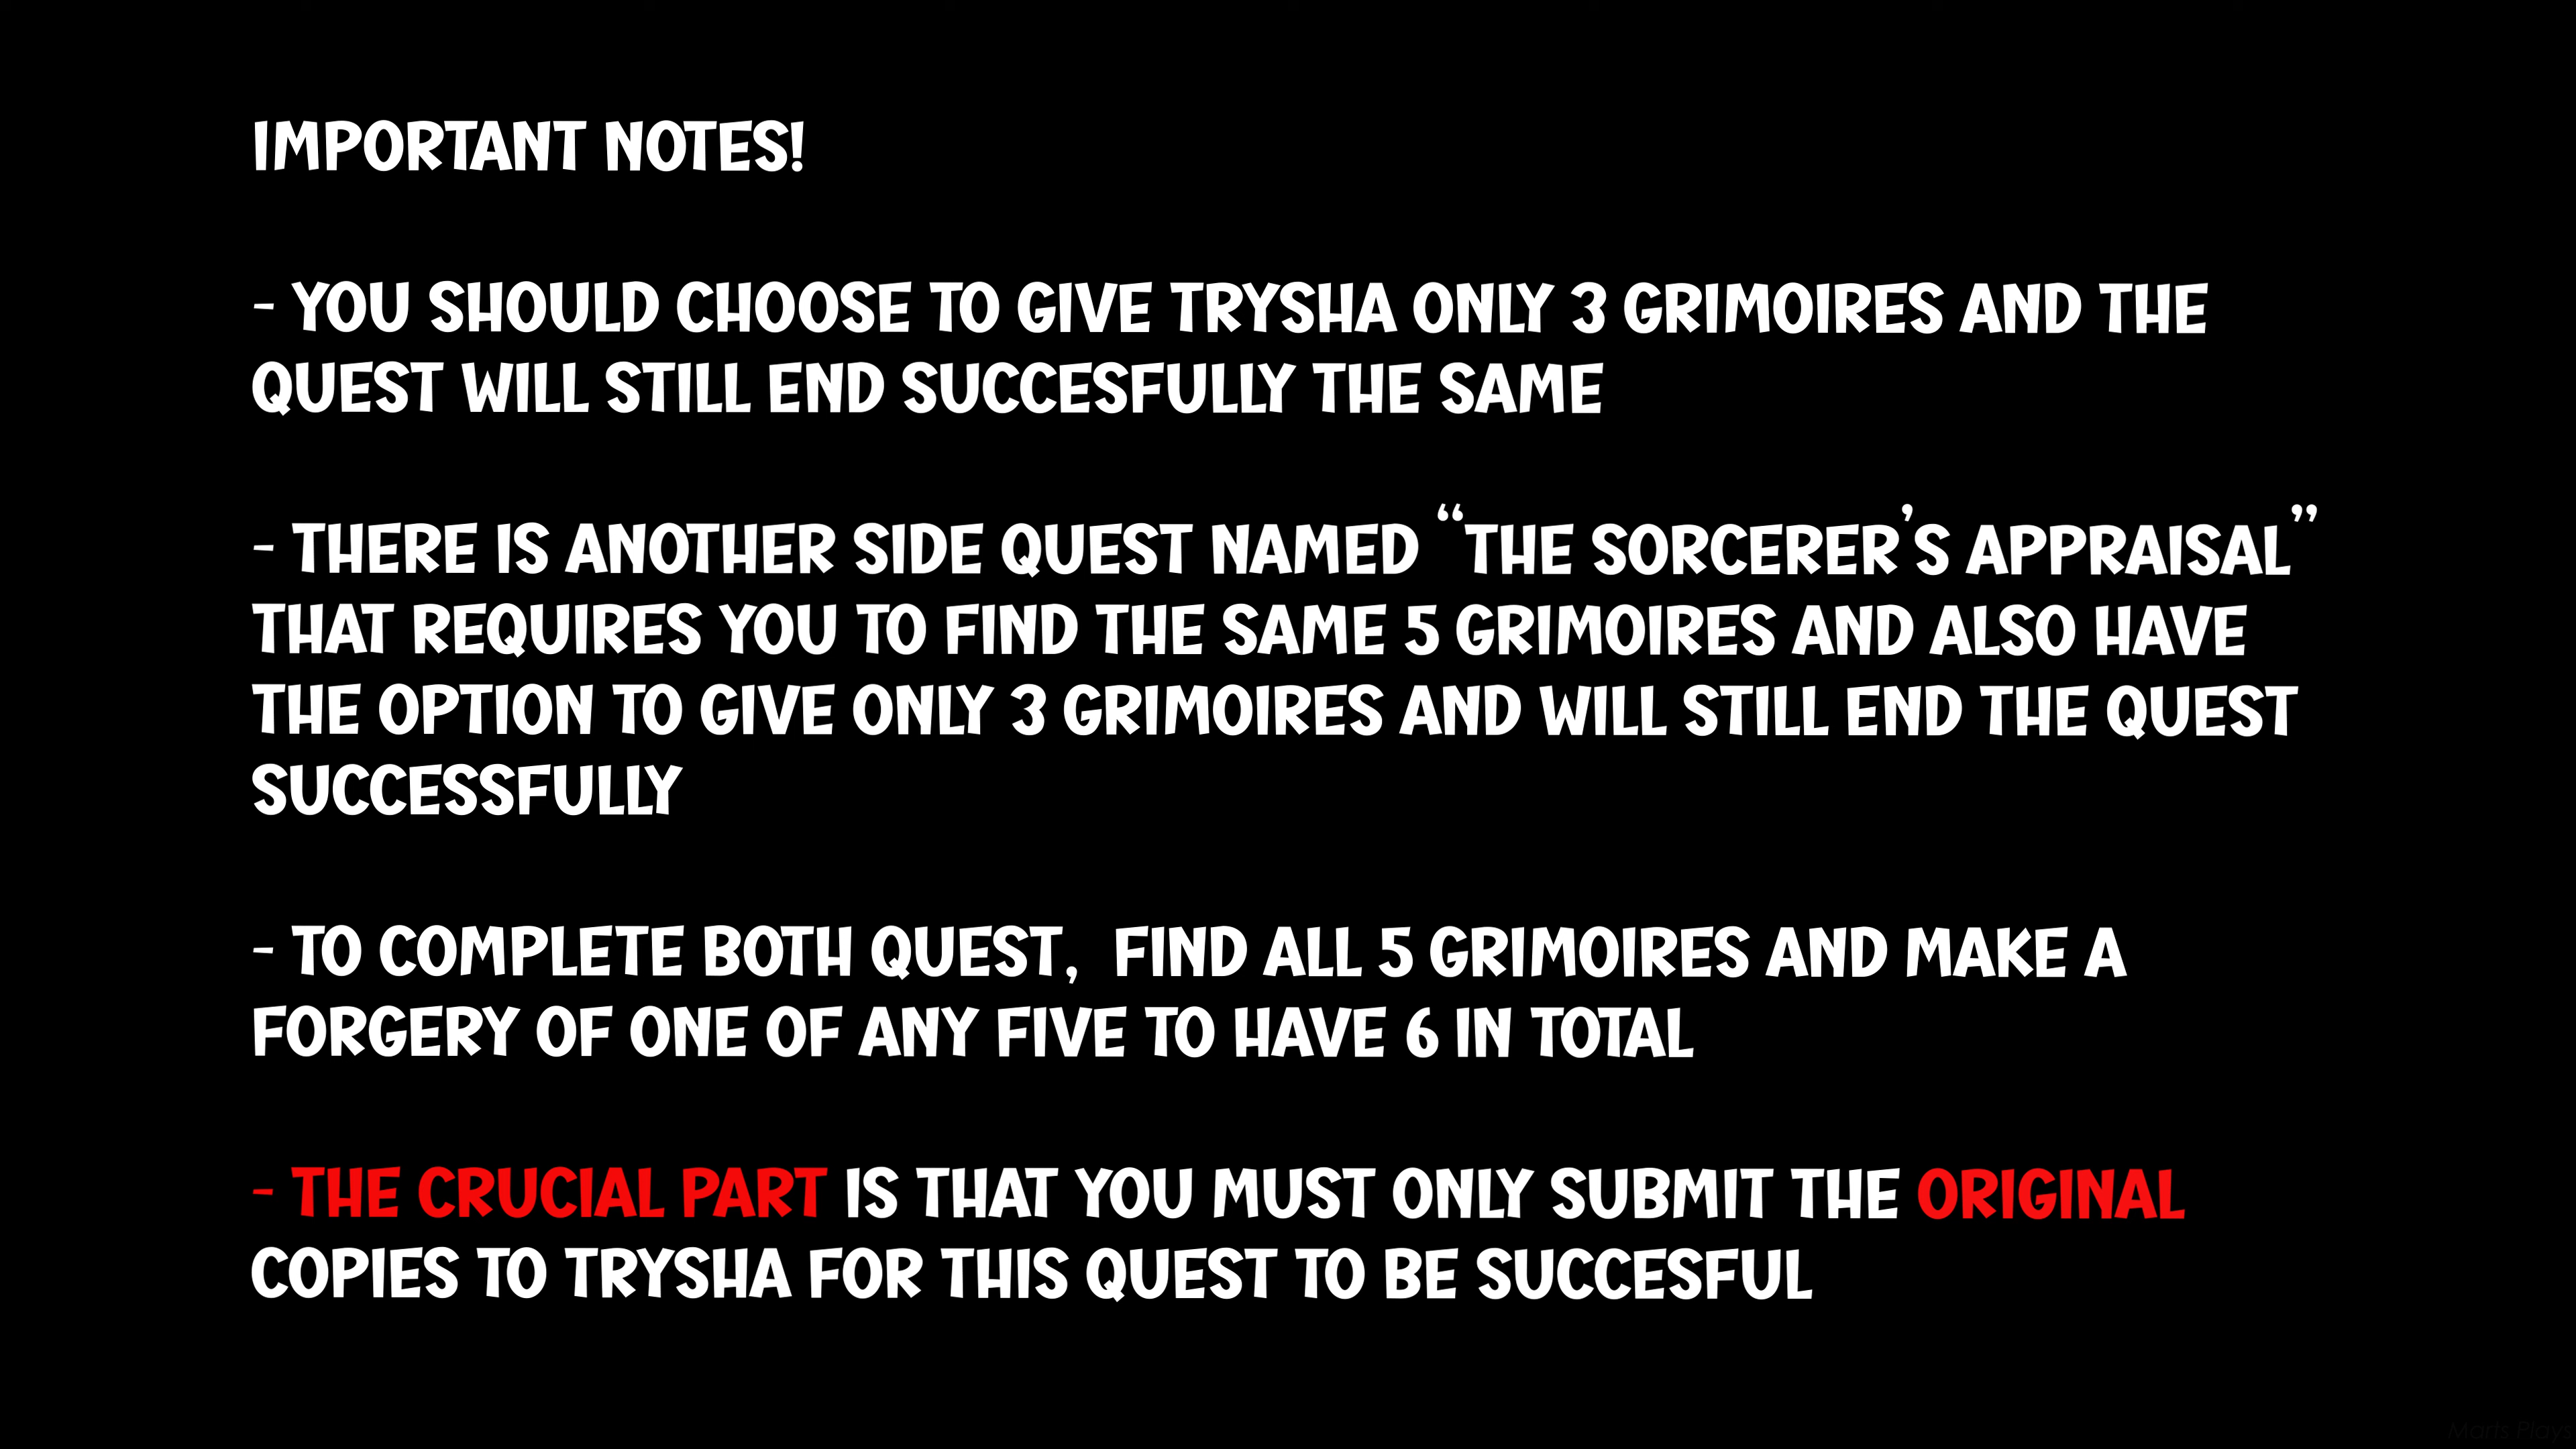 IMPORTANT NOTES!
- YOU SHOULD CHOOSE TO GIVE TRYSHA ONLY 3 GRIMOIRES AND THE
QUEST WILL STILL END SUCCESFULLY THE SAME
- THERE IS ANOTHER SIDE QUEST NAMED “THE SORCERER’S APPRAISAL”
THAT REQUIRES YOU TO FIND THE SAME 5 GRIMOIRES AND ALSO HAVE
THE OPTION TO GIVE ONLY 3 GRIMOIRES AND WILL STILL END THE QUEST
SUCCESSFULLY
- TO COMPLETE BOTH QUEST, FIND ALL 5 GRIMOIRES AND MAKE A
FORGERY OF ONE OF ANY FIVE TO HAVE 6 IN TOTAL
- THE CRUCIAL PART IS THAT YOU MUST ONLY SUBMIT THE ORIGINAL
COPIES TO TRYSHA FOR THIS QUEST TO BE SUCCESFUL